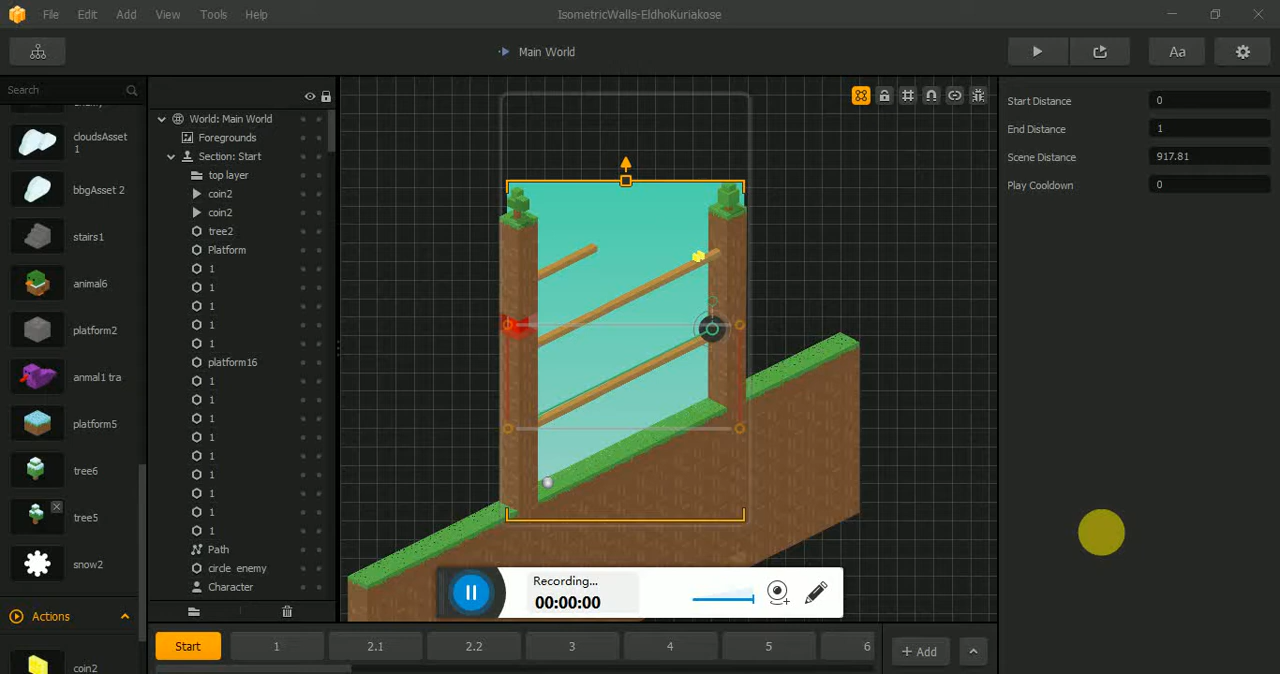 File Edit Add View Tools Help
IsometricWalls-EldhoKuriakose
Main World
Aa
Search
cloudsAsset
1
bbgAsset 2
stairs1
animal6
platform2
anmal1 tra
platform5
tree6
tree5
snow2
Actions
coin2
World: Main World
Foregrounds
Section: Start
top layer
coin2
coin2
tree2
Platform
1
1
1
1
1
platform16
1
1
1
1
1
1
1
1
1
Path
circle enemy
Character
Start Distance 0
End Distance 1
Scene Distance 917.81
Play Cooldown 0
Recording...
00:00:00
Start 1 2.1 2.2 3 4 5 6
+ Add